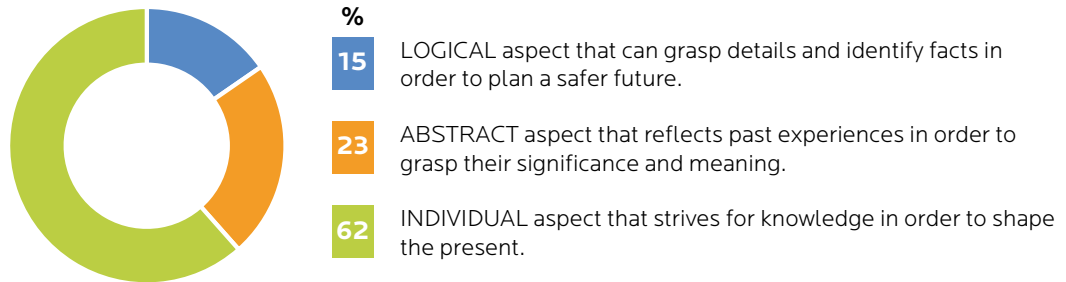 %
15
LOGICAL aspect that can grasp details and identify facts in
order to plan a safer future.
23
ABSTRACT aspect that reflects past experiences in order to
grasp their significance and meaning.
62
INDIVIDUAL aspect that strives for knowledge in order to shape
the present.